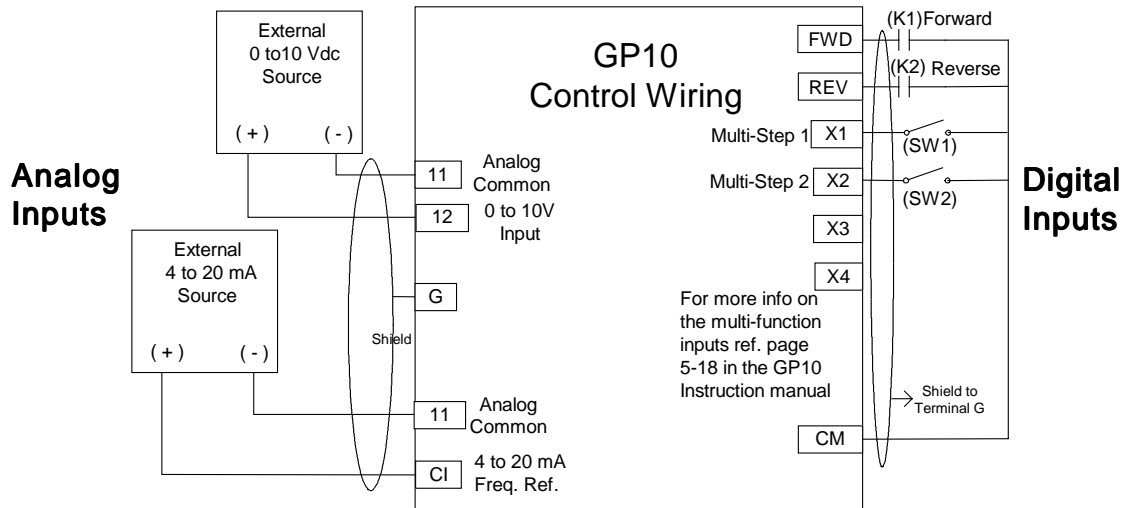 External
0 to10 Vdc
Source
(+) (-)
Analog
Inputs
External
4 to 20 mA
Source
(+) (-)
Shield
GP10
Control Wiring
11 Analog
Common
12 0 to 10V
Input
G
11 Analog
Common
CI 4 to 20 mA
Freq. Ref.
FWD (K1)Forward
REV (K2) Reverse
Multi-Step 1 X1 (SW1)
Multi-Step 2 X2 (SW2)
X3
X4
For more info on
the multi-function
inputs ref. page
5-18 in the GP10
Instruction manual
Shield to
Terminal G
CM
Digital
Inputs